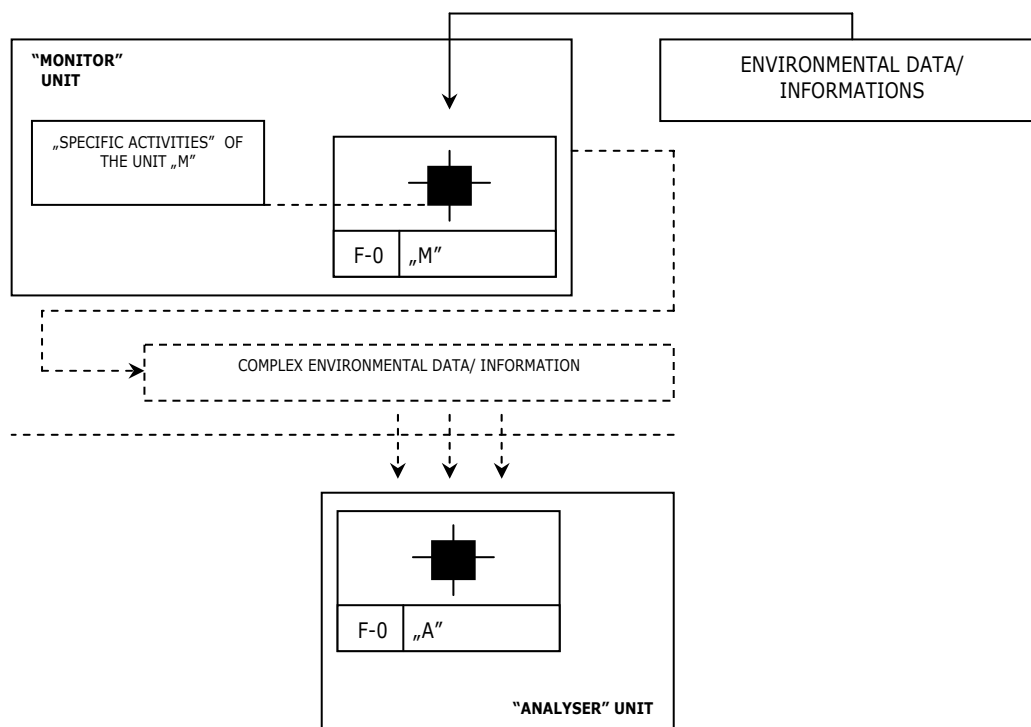 “MONITOR”
UNIT
ENVIRONMENTAL DATA/
INFORMATIONS
„SPECIFIC ACTIVITIES” OF
THE UNIT „M”
F-0 „M”
COMPLEX ENVIRONMENTAL DATA/ INFORMATION
F-0 „A”
“ANALYSER” UNIT